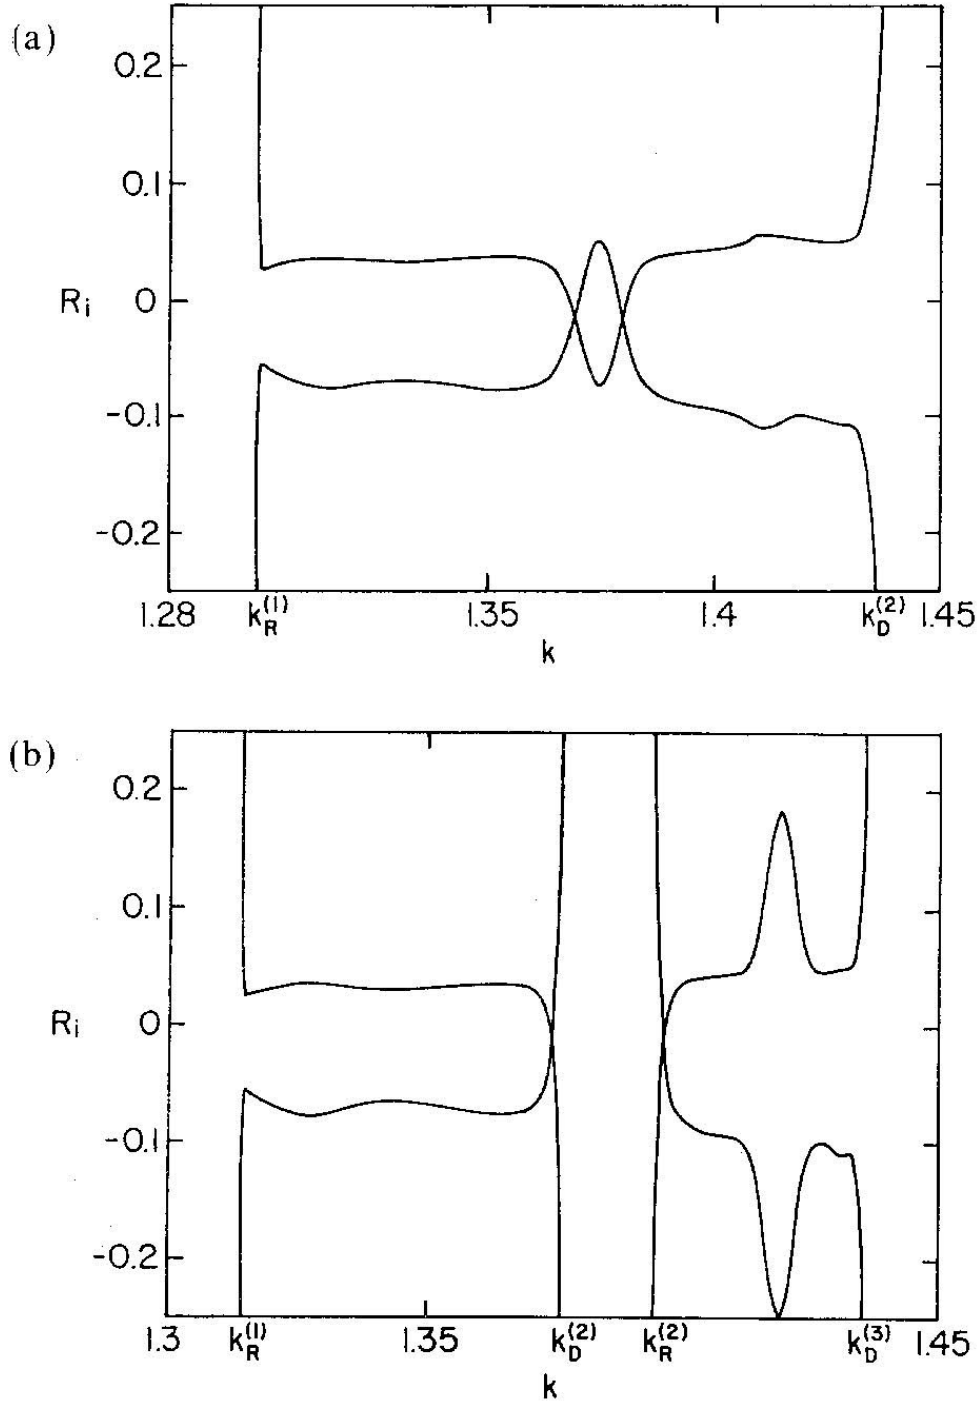 (a)
0.2
0.1
R_i 0
-0.1
-0.2
1.28 k_R^(1) 1.35 1.4 k_D^(2) 1.45
k
(b)
0.2
0.1
R_i 0
-0.1
-0.2
1.3 k_R^(1) 1.35 k_D^(2) k_R^(2) k_D^(3) 1.45
k